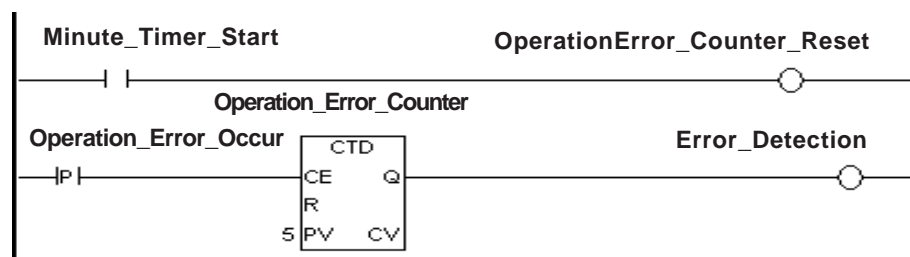 Minute_Timer_Start
OperationError_Counter_Reset
Operation_Error_Counter
Operation_Error_Occur
CTD
Error_Detection
P
CE Q
R
5 PV CV